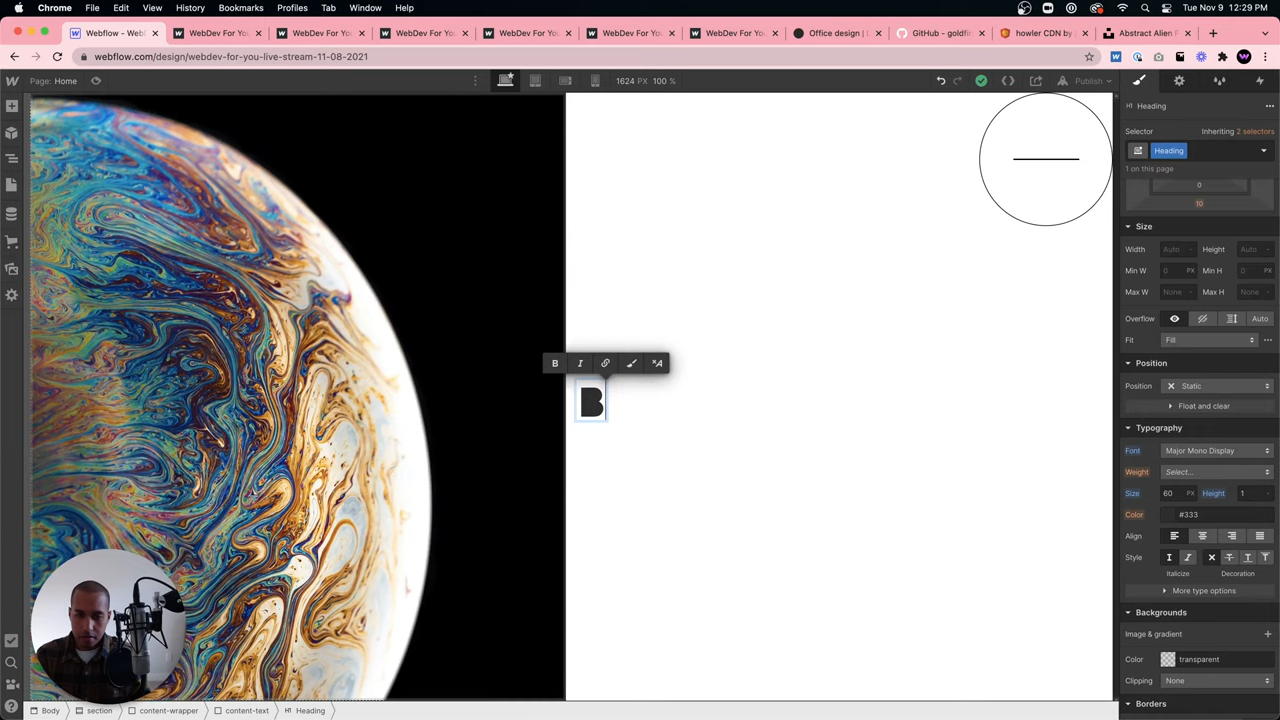 Chrome File Edit View History Bookmarks Profiles Tab Window Help Tue Nov 9 12:29 PM
Webflow - Webf WebDev For Yo WebDev For Yo WebDev For Yo WebDev For Yo WebDev For Yo WebDev For Yo Office design | GitHub - goldfir howler CDN by j Abstract Alien P
webflow.com/design/webdev-for-you-live-stream-11-08-2021
Page: Home 1624 PX 100 % Publish
H1 Heading
Selector Inheriting 2 selectors
Heading
1 on this page
0
10
Size
Width Auto - Height Auto -
Min W 0 PX Min H 0 PX
Max W None - Max H None -
Overflow Auto
Fit Fill
Position
Position Static
Float and clear
Typography
Font Major Mono Display
Weight Select...
Size 60 PX Height 1 -
Color #333
Align
Style
Italicize Decoration
More type options
Backgrounds
Image & gradient
Color transparent
Clipping None
Borders
B I
B
Body section content-wrapper content-text H1 Heading